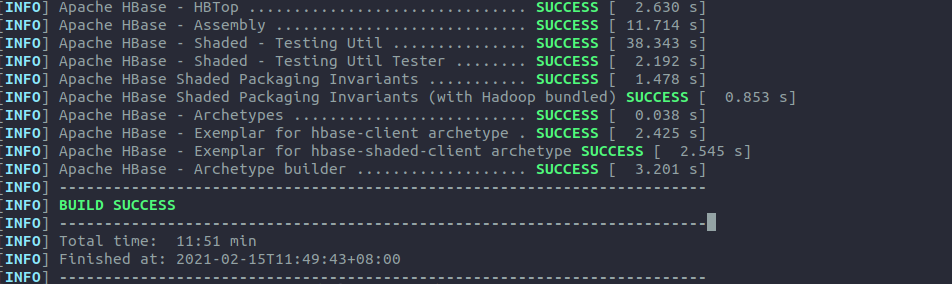 [INFO] Apache HBase - HBTop ............................... SUCCESS [  2.630 s]
[INFO] Apache HBase - Assembly ............................ SUCCESS [ 11.714 s]
[INFO] Apache HBase - Shaded - Testing Util ............... SUCCESS [ 38.343 s]
[INFO] Apache HBase - Shaded - Testing Util Tester ........ SUCCESS [  2.192 s]
[INFO] Apache HBase Shaded Packaging Invariants ........... SUCCESS [  1.478 s]
[INFO] Apache HBase Shaded Packaging Invariants (with Hadoop bundled) SUCCESS [  0.853 s]
[INFO] Apache HBase - Archetypes .......................... SUCCESS [  0.038 s]
[INFO] Apache HBase - Exemplar for hbase-client archetype . SUCCESS [  2.425 s]
[INFO] Apache HBase - Exemplar for hbase-shaded-client archetype SUCCESS [  2.545 s]
[INFO] Apache HBase - Archetype builder ................... SUCCESS [  3.201 s]
[INFO] ------------------------------------------------------------------------
[INFO] BUILD SUCCESS
[INFO] ------------------------------------------------------------------------
[INFO] Total time:  11:51 min
[INFO] Finished at: 2021-02-15T11:49:43+08:00
[INFO] ------------------------------------------------------------------------